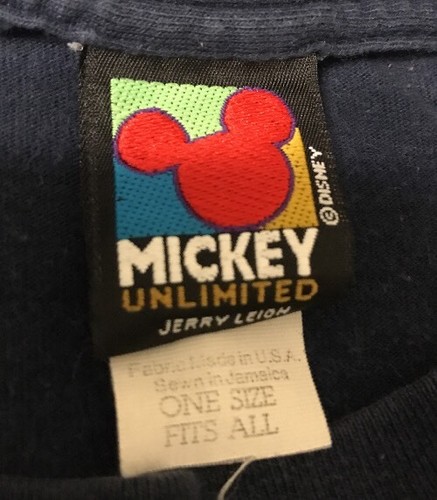 © DISNEY
MICKEY
UNLIMITED
JERRY LEIGH
Fabric Made in U.S.A.
Sewn in Jamaica
ONE SIZE
FITS ALL